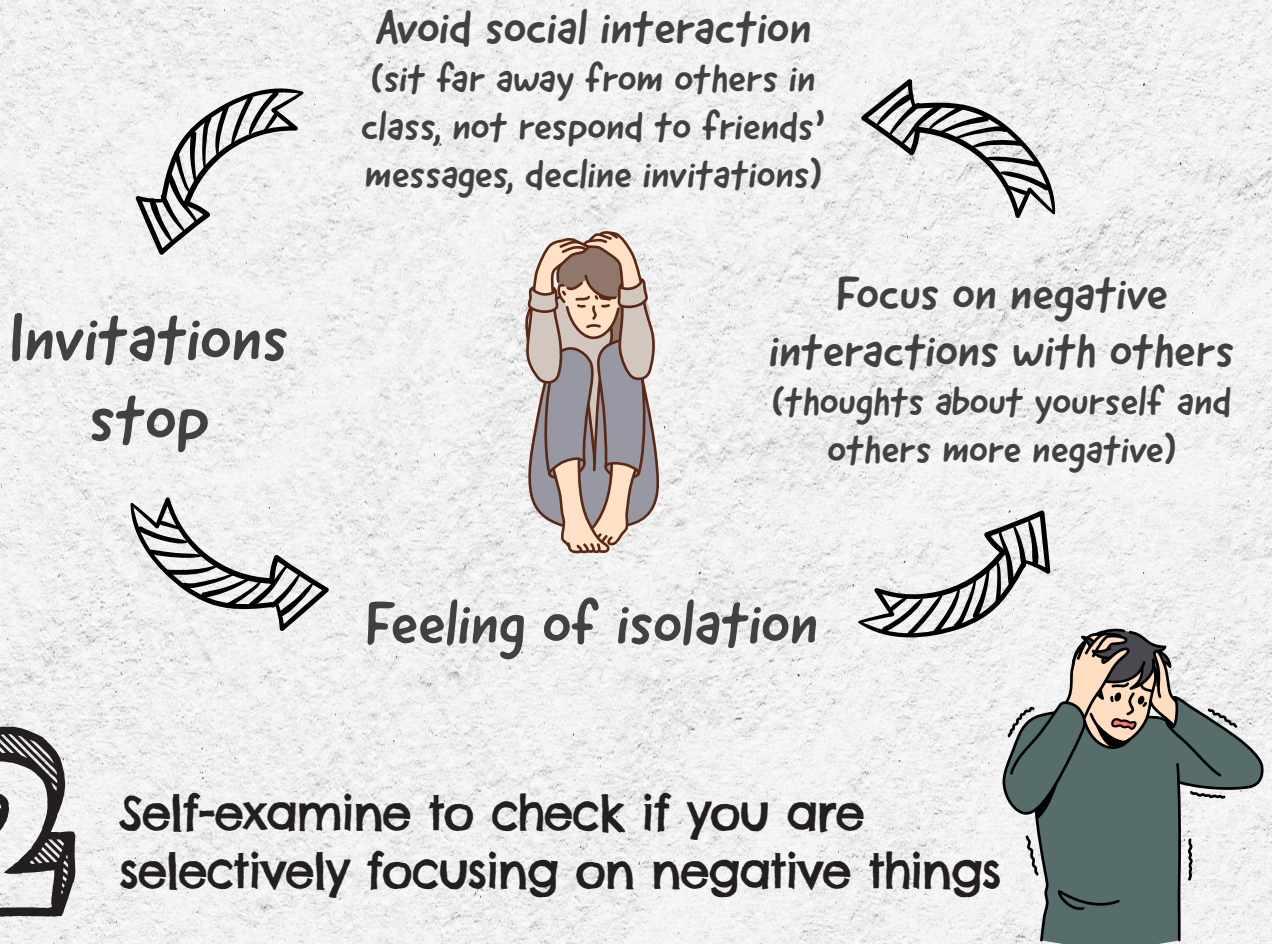 Avoid social interaction
(sit far away from others in
class, not respond to friends'
messages, decline invitations)
Invitations
stop
Feeling of isolation
Focus on negative
interactions with others
(thoughts about yourself and
others more negative)
2
Self-examine to check if you are
selectively focusing on negative things